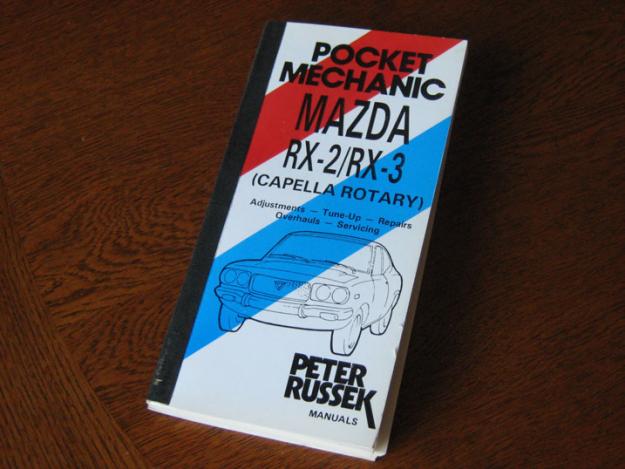 POCKET
MECHANIC
MAZDA
RX-2/RX-3
(CAPELLA ROTARY)
Adjustments — Tune-Up — Repairs
Overhauls — Servicing
PETER
RUSSEK
MANUALS